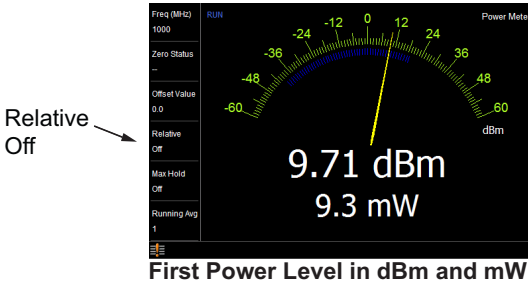 Freq (MHz)
1000
RUN
Power Mete
Zero Status
--
Offset Value
0.0
Relative
Off
Max Hold
Off
Running Avg
1
-60
-48
-36
-24
-12
0
12
24
36
48
60
dBm
9.71 dBm
9.3 mW
Relative
Off
First Power Level in dBm and mW